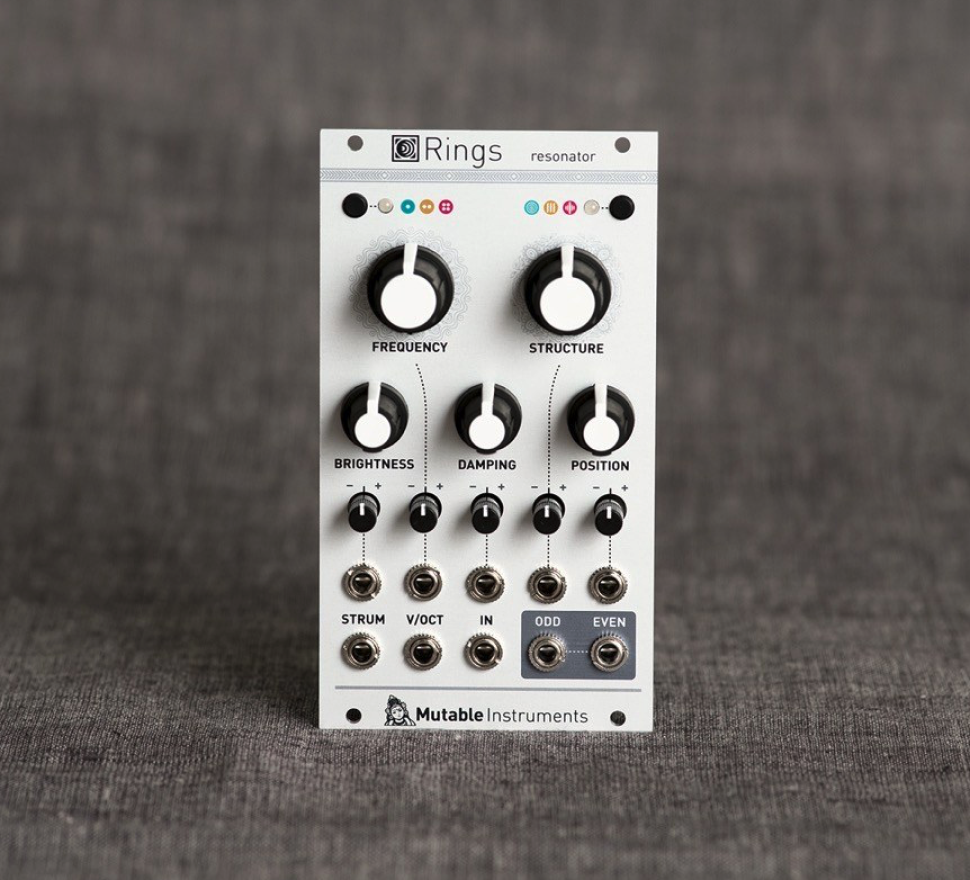 Rings resonator
FREQUENCY STRUCTURE
BRIGHTNESS DAMPING POSITION
− + − + − + − + − +
STRUM V/OCT IN ODD EVEN
Mutable Instruments